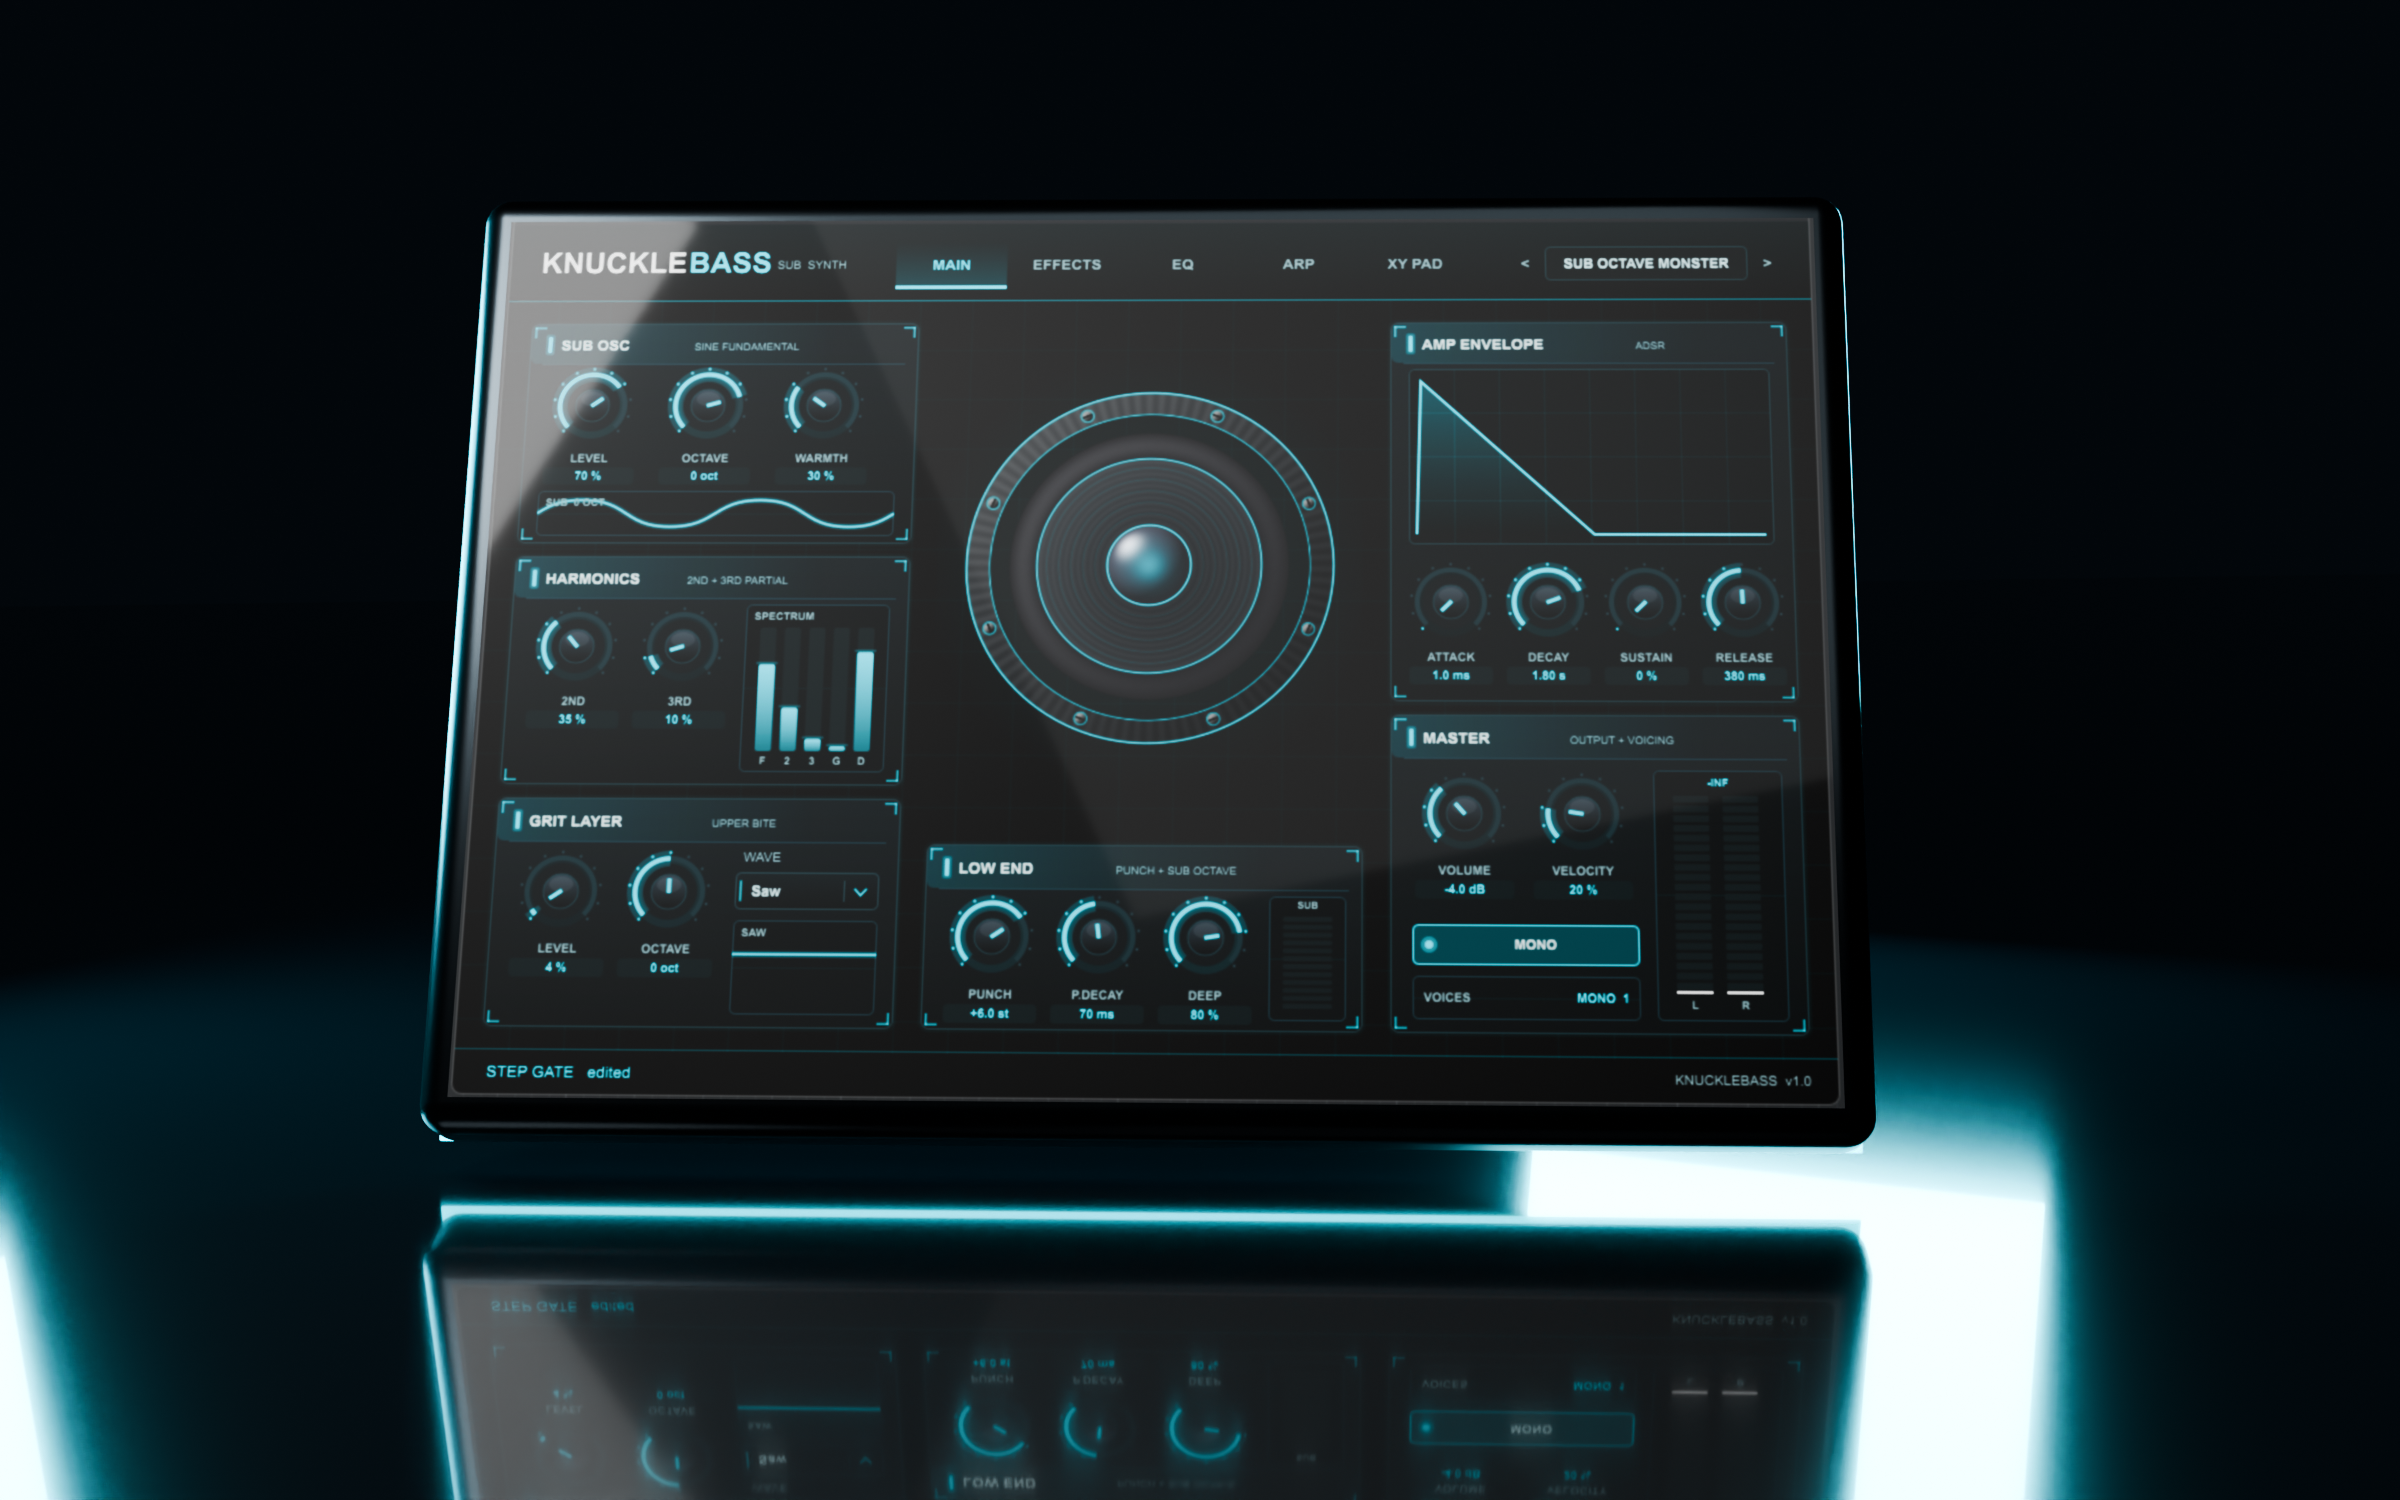 KNUCKLEBASS SUB SYNTH
MAIN
EFFECTS
EQ
ARP
XY PAD
< SUB OCTAVE MONSTER >
SUB OSC
SINE FUNDAMENTAL
LEVEL
OCTAVE
WARMTH
70 %
0 oct
30 %
SUB 0 OCT
HARMONICS
2ND + 3RD PARTIAL
2ND
3RD
35 %
10 %
SPECTRUM
F 2 3 G D
GRIT LAYER
UPPER BITE
LEVEL
OCTAVE
4 %
0 oct
WAVE
Saw
SAW
LOW END
PUNCH + SUB OCTAVE
PUNCH
P.DECAY
DEEP
+6.0 st
70 ms
80 %
SUB
AMP ENVELOPE
ADSR
ATTACK
DECAY
SUSTAIN
RELEASE
1.0 ms
1.80 s
0 %
380 ms
MASTER
OUTPUT + VOICING
VOLUME
VELOCITY
-4.0 dB
20 %
MONO
VOICES
MONO 1
-INF
L R
STEP GATE edited
KNUCKLEBASS v1.0